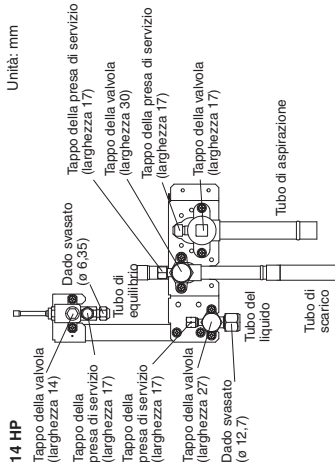 14 HP
Unità: mm
Tappo della valvola
(larghezza 14)
Tappo della
presa di servizio
(larghezza 17)
Tappo della
presa di servizio
(larghezza 17)
Tappo della valvola
(larghezza 27)
Dado svasato
(ø 12,7)
Dado svasato
(ø 6,35)
Tubo di
equilibrio
Tubo del
liquido
Tubo di
scarico
Tappo della presa di servizio
(larghezza 17)
Tappo della valvola
(larghezza 30)
Tappo della presa di servizio
(larghezza 17)
Tappo della valvola
(larghezza 17)
Tubo di aspirazione